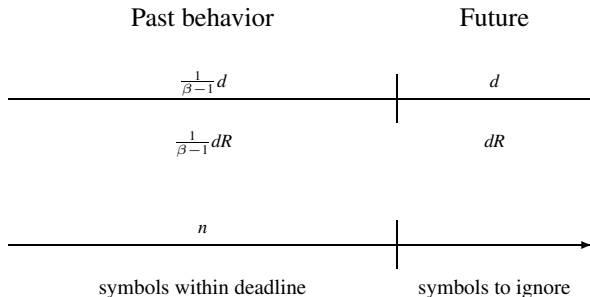 Past behavior Future
1/(β−1) d d
1/(β−1) dR dR
n
symbols within deadline symbols to ignore